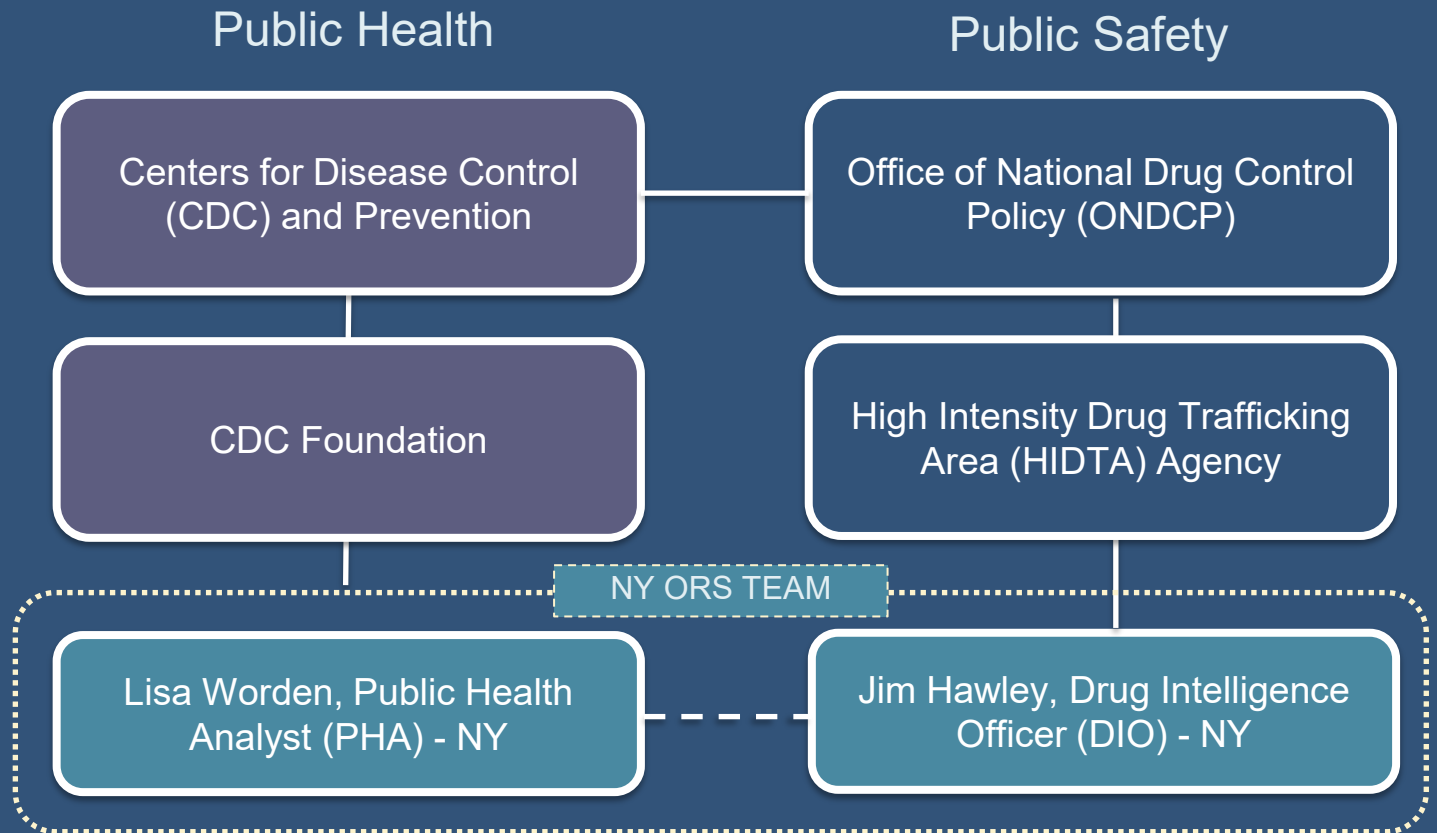 Public Health
Public Safety
Centers for Disease Control
(CDC) and Prevention
Office of National Drug Control
Policy (ONDCP)
CDC Foundation
High Intensity Drug Trafficking
Area (HIDTA) Agency
NY ORS TEAM
Lisa Worden, Public Health
Analyst (PHA) - NY
Jim Hawley, Drug Intelligence
Officer (DIO) - NY